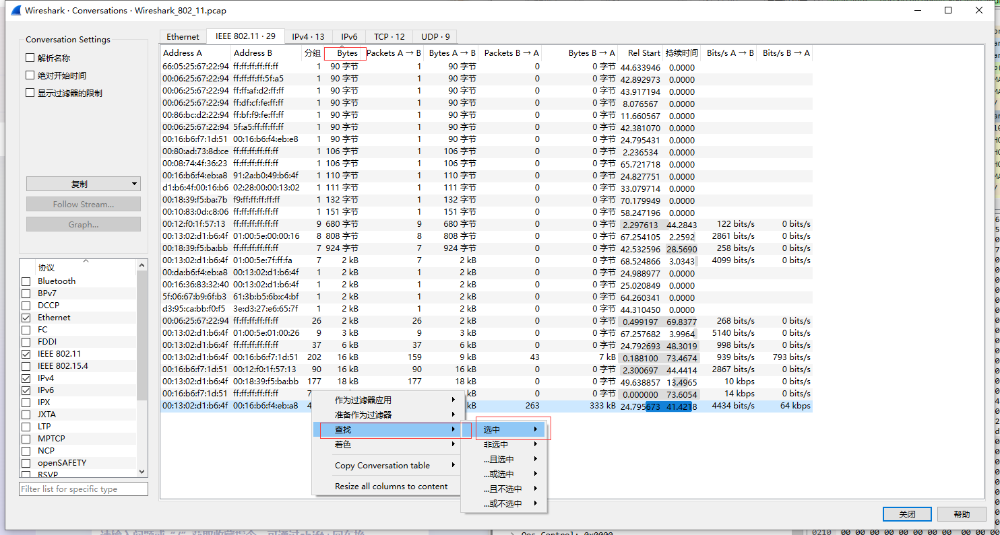 Wireshark · Conversations · Wireshark_802_11.pcap
Conversation Settings
解析名称
绝对开始时间
显示过滤器的限制
复制
Follow Stream...
Graph...
协议
Bluetooth
BPv7
DCCP
Ethernet
FC
FDDI
IEEE 802.11
IEEE 802.15.4
IPv4
IPv6
IPX
JXTA
LTP
MPTCP
NCP
openSAFETY
RSVP
Filter list for specific type
Ethernet IEEE 802.11 · 29 IPv4 · 13 IPv6 TCP · 12 UDP · 9
Address A Address B 分组 Bytes Packets A → B Bytes A → B Packets B → A Bytes B → A Rel Start 持续时间 Bits/s A → B Bits/s B → A
66:05:25:67:22:94 ff:ff:ff:ff:ff:ff 1 90 字节 1 90 字节 0 0 字节 44.633946 0.0000
00:06:25:67:22:94 ff:ff:ff:ff:5f:a5 1 90 字节 1 90 字节 0 0 字节 42.892973 0.0000
00:06:25:67:22:94 ff:ff:af:d2:ff:ff 1 90 字节 1 90 字节 0 0 字节 43.917194 0.0000
00:06:25:67:22:94 ff:df:cf:fe:ff:ff 1 90 字节 1 90 字节 0 0 字节 8.076567 0.0000
00:86:bc:d2:22:94 ff:bf:f9:fe:ff:ff 1 90 字节 1 90 字节 0 0 字节 11.660567 0.0000
00:06:25:67:22:94 5f:a5:ff:ff:ff:ff 1 90 字节 1 90 字节 0 0 字节 42.381070 0.0000
00:16:b6:f7:1d:51 00:16:b6:f4:eb:e8 1 90 字节 1 90 字节 0 0 字节 24.795431 0.0000
00:80:ad:73:8d:ce ff:ff:ff:ff:ff:ff 1 106 字节 1 106 字节 0 0 字节 2.236534 0.0000
00:08:74:4f:36:23 ff:ff:ff:ff:ff:ff 1 106 字节 1 106 字节 0 0 字节 65.721718 0.0000
00:16:b6:f4:eb:a8 91:2a:b0:49:b6:4f 1 110 字节 1 110 字节 0 0 字节 24.827751 0.0000
d1:b6:4f:00:16:b6 02:28:00:00:13:02 1 111 字节 1 111 字节 0 0 字节 33.079714 0.0000
00:18:39:f5:ba:7b f9:ff:ff:ff:ff:ff 1 132 字节 1 132 字节 0 0 字节 70.179949 0.0000
00:10:83:0d:c8:06 ff:ff:ff:ff:ff:ff 1 151 字节 1 151 字节 0 0 字节 58.247196 0.0000
00:12:f0:1f:57:13 ff:ff:ff:ff:ff:ff 9 680 字节 9 680 字节 0 0 字节 2.297613 44.2843 122 bits/s 0 bits/s
00:13:02:d1:b6:4f 01:00:5e:00:00:16 8 808 字节 8 808 字节 0 0 字节 67.254105 2.2592 2861 bits/s 0 bits/s
00:18:39:f5:ba:bb ff:ff:ff:ff:ff:ff 7 924 字节 7 924 字节 0 0 字节 42.532596 28.5690 258 bits/s 0 bits/s
00:13:02:d1:b6:4f 01:00:5e:7f:ff:fa 7 2 kB 7 2 kB 0 0 字节 68.524866 3.0343 4099 bits/s 0 bits/s
00:da:b6:f4:eb:a8 00:13:02:d1:b6:4f 1 2 kB 1 2 kB 0 0 字节 24.988977 0.0000
00:16:36:83:32:40 00:13:02:d1:b6:4f 1 2 kB 1 2 kB 0 0 字节 25.020849 0.0000
5f:06:67:b9:6f:b3 61:3b:b5:6b:c4:bf 1 2 kB 1 2 kB 0 0 字节 64.260341 0.0000
d3:95:ca:bb:f0:f5 3e:d3:27:e6:65:7f 1 2 kB 1 2 kB 0 0 字节 44.310450 0.0000
00:06:25:67:22:94 ff:ff:ff:ff:ff:ff 26 2 kB 26 2 kB 0 0 字节 0.499197 69.8377 268 bits/s 0 bits/s
00:13:02:d1:b6:4f 01:00:5e:01:00:26 9 3 kB 9 3 kB 0 0 字节 67.257682 3.9964 5140 bits/s 0 bits/s
00:13:02:d1:b6:4f ff:ff:ff:ff:ff:ff 37 6 kB 37 6 kB 0 0 字节 24.792693 48.3019 998 bits/s 0 bits/s
00:13:02:d1:b6:4f 00:16:b6:f7:1d:51 202 16 kB 159 9 kB 43 7 kB 0.188100 73.4674 939 bits/s 793 bits/s
00:16:b6:f7:1d:51 00:12:f0:1f:57:13 90 16 kB 90 16 kB 0 0 字节 2.300697 44.4414 2867 bits/s 0 bits/s
00:13:02:d1:b6:4f 00:18:39:f5:ba:bb 177 18 kB 177 18 kB 0 0 字节 49.638857 13.4965 10 kbps 0 bits/s
00:16:b6:f7:1d:51 ff:ff:ff:ff:ff:ff 7 kB 0 0 字节 0.000000 73.6054 14 kbps 0 bits/s
00:13:02:d1:b6:4f 00:16:b6:f4:eb:a8 4 kB 263 333 kB 24.795673 41.4218 4434 bits/s 64 kbps
作为过滤器应用
准备作为过滤器
查找
着色
Copy Conversation table
Resize all columns to content
选中
非选中
...且选中
...或选中
...且不选中
...或不选中
关闭 帮助
Qos Control: 0x0000
0210 00 00 00 00 00 00 00 00 00 00